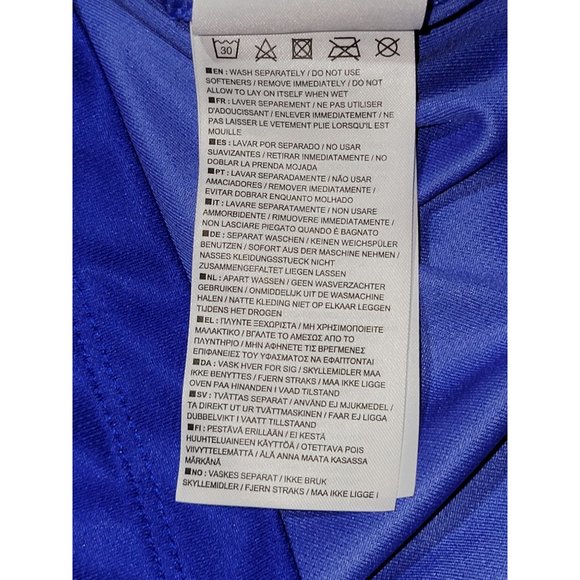 30
EN: WASH SEPARATELY / DO NOT USE
SOFTENERS / REMOVE IMMEDIATELY / DO NOT
ALLOW TO LAY ON ITSELF WHEN WET
FR: LAVER SEPAREMENT / NE PAS UTILISER
D'ADOUCISSANT / ENLEVER IMMEDIATEMENT / NE
PAS LAISSER LE VETEMENT PLIE LORSQU'IL EST
MOUILLE
ES: LAVAR POR SEPARADO / NO USAR
SUAVIZANTES / RETIRAR INMEDIATAMENTE / NO
DOBLAR LA PRENDA MOJADA
PT: LAVAR SEPARADAMENTE / NÃO USAR
AMACIADORES / REMOVER IMEDIATAMENTE /
EVITAR DOBRAR ENQUANTO MOLHADO
IT: LAVARE SEPARATAMENTE / NON USARE
AMMORBIDENTE / RIMUOVERE IMMEDIATAMENTE /
NON LASCIARE PIEGATO QUANDO È BAGNATO
DE: SEPARAT WASCHEN / KEINEN WEICHSPÜLER
BENUTZEN / SOFORT AUS DER MASCHINE NEHMEN /
NASSES KLEIDUNGSSTUECK NICHT
ZUSAMMENGEFALTET LIEGEN LASSEN
NL: APART WASSEN / GEEN WASVERZACHTER
GEBRUIKEN / ONMIDDELIJK UIT DE WASMACHINE
HALEN / NATTE KLEDING NIET OP ELKAAR LEGGEN
TIJDENS HET DROGEN
EL: ΠΛΥΝΤΕ ΞΕΧΩΡΙΣΤΑ / ΜΗ ΧΡΗΣΙΜΟΠΟΙΕΙΤΕ
ΜΑΛΑΚΤΙΚΟ / ΒΓΑΛΤΕ ΤΟ ΑΜΕΣΩΣ ΑΠΟ ΤΟ
ΠΛΥΝΤΗΡΙΟ / ΜΗΝ ΑΦΗΝΕΤΕ ΤΙΣ ΒΡΕΓΜΕΝΕΣ
ΕΠΙΦΑΝΕΙΕΣ ΤΟΥ ΥΦΑΣΜΑΤΟΣ ΝΑ ΕΦΑΠΤΟΝΤΑΙ
DA: VASK HVER FOR SIG / SKYLLEMIDLER MAA
IKKE BENYTTES / FJERN STRAKS / MAA IKKE LIGGE
OVEN PAA HINANDEN I VAAD TILSTAND
SV: TVÄTTAS SEPARAT / ANVÄND EJ MJUKMEDEL /
TA DIREKT UT UR TVÄTTMASKINEN / FAAR EJ LIGGA
DUBBELVIKT I VAATT TILLSTAAND
FI: PESTÄVÄ ERILLÄÄN / EI KESTÄ
HUUHTELUAINEEN KÄYTTÖÄ / OTETTAVA POIS
VIIVYTTELEMÄTTÄ / ÄLÄ ANNA MAATA KASASSA
MÄRKÄNÄ
NO: VASKES SEPARAT / IKKE BRUK
SKYLLEMIDLER / FJERN STRAKS / MAA IKKE LIGGE I